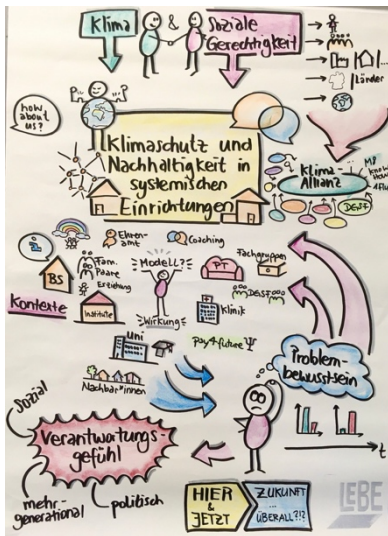 Klima
&
Soziale
Gerechtigkeit
Länder
how
about
us?
Klimaschutz und
Nachhaltigkeit in
systemischen
Einrichtungen
Klima-
Allianz
DGSF
Ehren-
amt
Coaching
BS
Fam.
Paare
Erziehung
Modell?
PT
Fachgruppen
Kontexte
Institute
Wirkung
Klinik
DGSF
Uni
pay4future Ψ
Nachbar*innen
Problem-
bewusstsein
Sozial
Verantwortungs-
gefühl
mehr-
generational
politisch
t
HIER
&
JETZT
ZUKUNFT
ÜBERALL?!?
LEBE